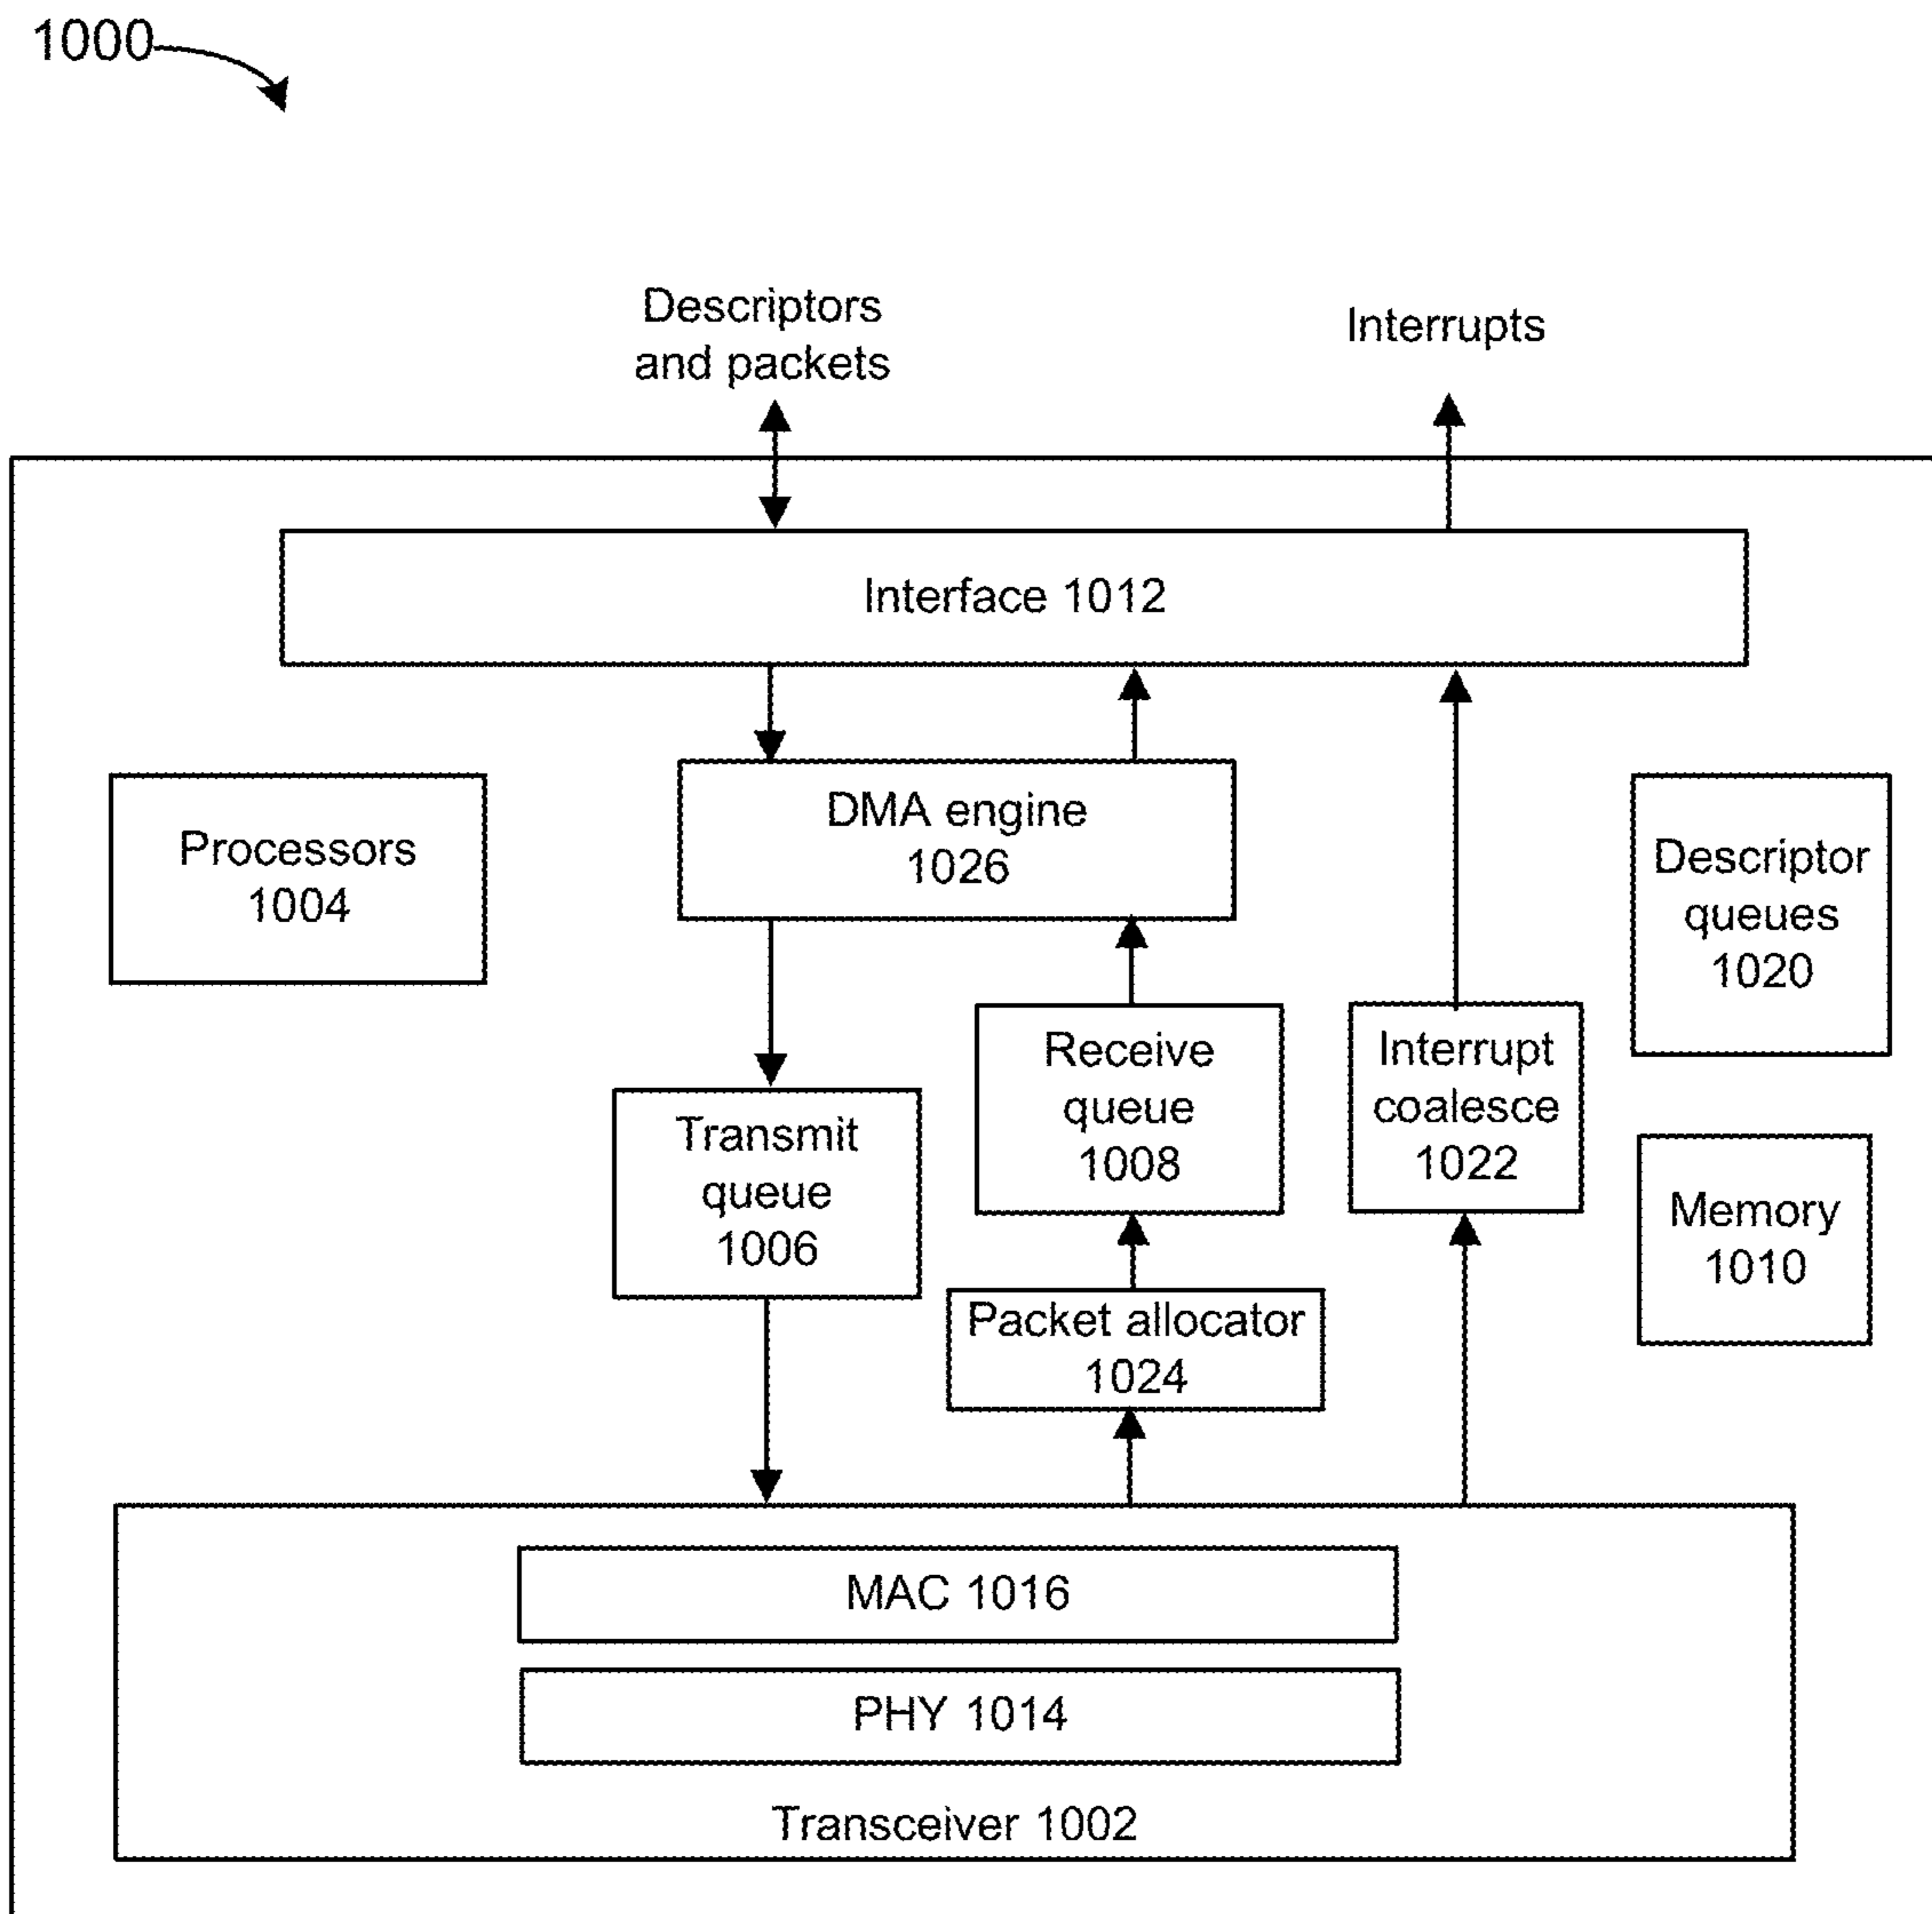 1000
Descriptors
and packets
Interrupts
Interface 1012
DMA engine
1026
Processors
1004
Descriptor
queues
1020
Receive
queue
1008
Interrupt
coalesce
1022
Transmit
queue
1006
Memory
1010
Packet allocator
1024
MAC 1016
PHY 1014
Transceiver 1002